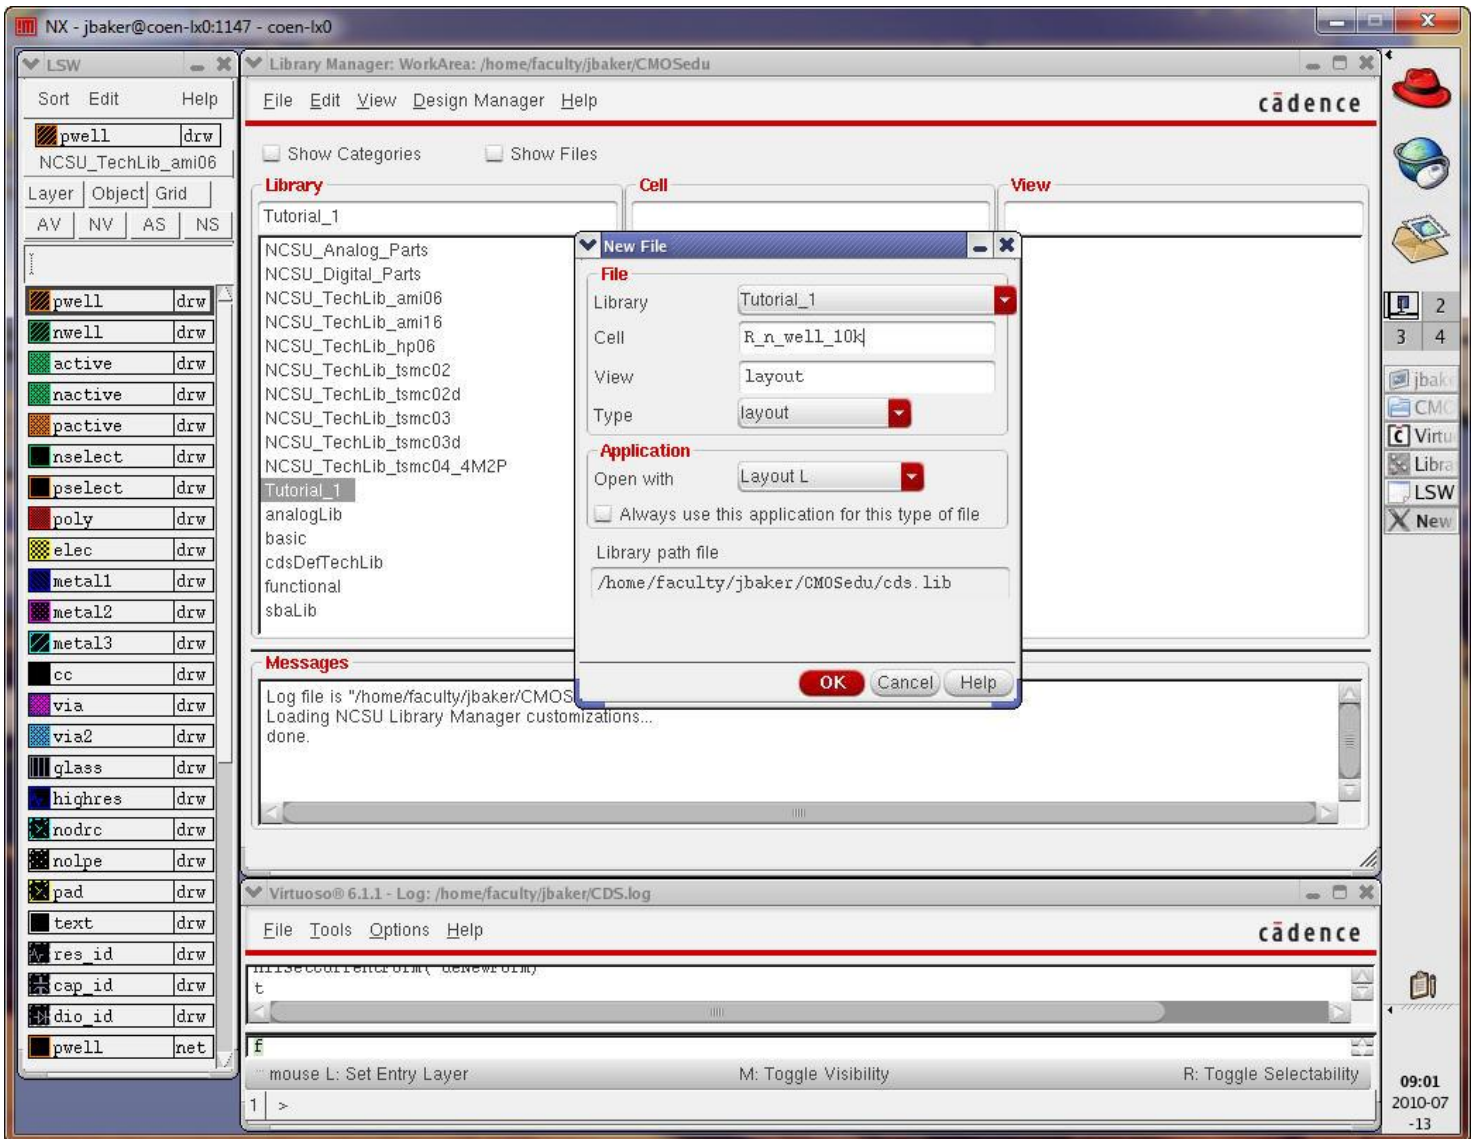 NX - jbaker@coen-lx0:1147 - coen-lx0
LSW
Sort Edit Help
pwell drw
NCSU_TechLib_ami06
Layer Object Grid
AV NV AS NS
pwell drw
nwell drw
active drw
nactive drw
pactive drw
nselect drw
pselect drw
poly drw
elec drw
metal1 drw
metal2 drw
metal3 drw
cc drw
via drw
via2 drw
glass drw
highres drw
nodrc drw
nolpe drw
pad drw
text drw
res_id drw
cap_id drw
dio_id drw
pwell net
Library Manager: WorkArea: /home/faculty/jbaker/CMOSedu
File Edit View Design Manager Help
cādence
Show Categories Show Files
Library Cell View
Tutorial_1
NCSU_Analog_Parts
NCSU_Digital_Parts
NCSU_TechLib_ami06
NCSU_TechLib_ami16
NCSU_TechLib_hp06
NCSU_TechLib_tsmc02
NCSU_TechLib_tsmc02d
NCSU_TechLib_tsmc03
NCSU_TechLib_tsmc03d
NCSU_TechLib_tsmc04_4M2P
Tutorial_1
analogLib
basic
cdsDefTechLib
functional
sbaLib
New File
File
Library Tutorial_1
Cell R_n_well_10k
View layout
Type layout
Application
Open with Layout L
Always use this application for this type of file
Library path file
/home/faculty/jbaker/CMOSedu/cds.lib
OK Cancel Help
Messages
Log file is "/home/faculty/jbaker/CMOS
Loading NCSU Library Manager customizations...
done.
Virtuoso® 6.1.1 - Log: /home/faculty/jbaker/CDS.log
File Tools Options Help
cādence
t
f
mouse L: Set Entry Layer M: Toggle Visibility R: Toggle Selectability
1 >
2
3 4
jbak
CMO
Virtu
Libra
LSW
New
09:01
2010-07
-13